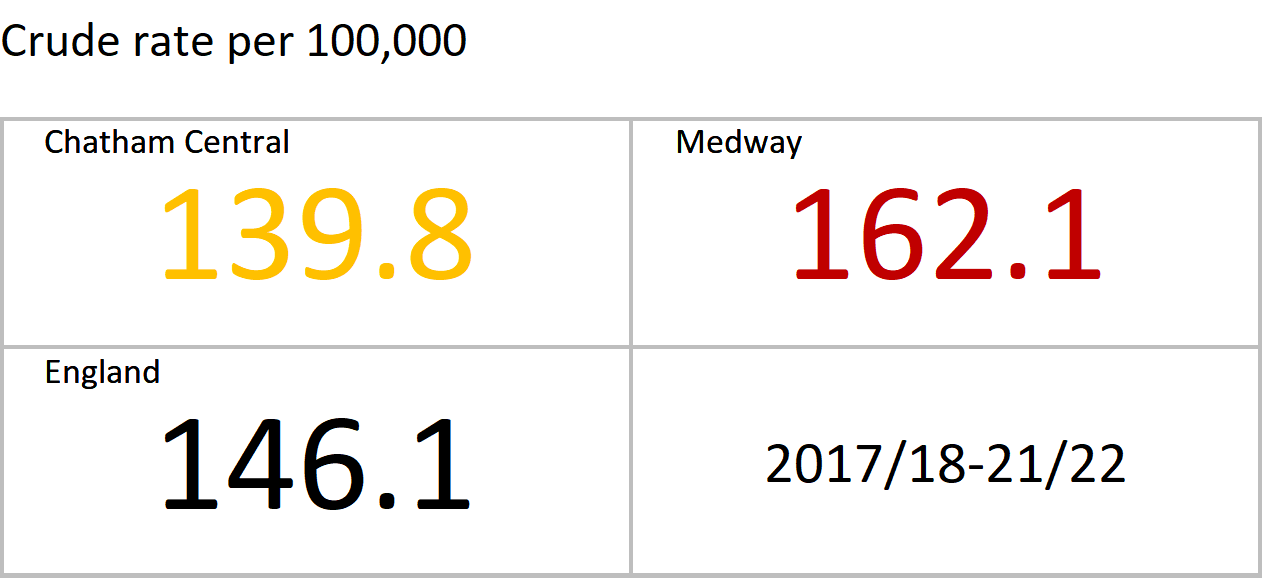 Crude rate per 100,000
Chatham Central
139.8
Medway
162.1
England
146.1
2017/18-21/22